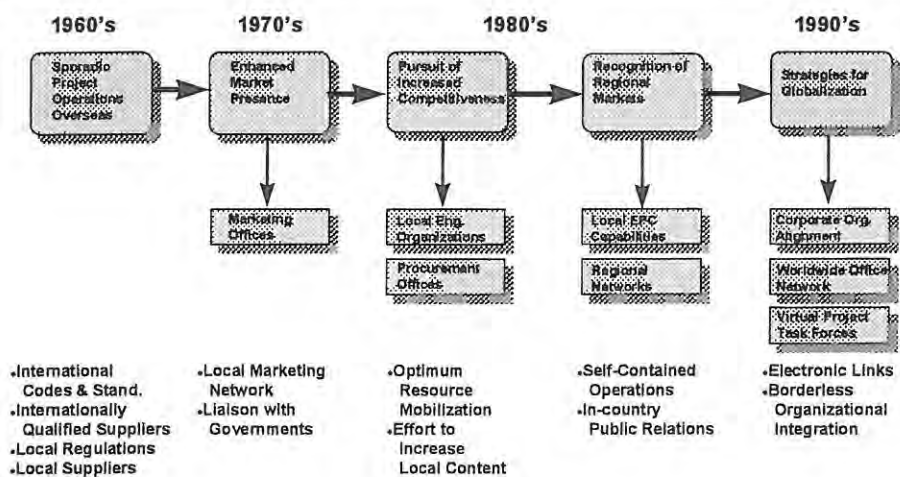 1960's
1970's
1980's
1990's
Sporadic
Project
Operations
Overseas
Enhanced
Market
Presence
Pursuit of
Increased
Competsiveness
Recognition of
Regional
Markets
Strategies for
Globalization
Marketing
Offices
Local Eng.
Organizations
Procurement
Offices
Local EPC
Capabilities
Regional
Networks
Corporate Org.
Alignment
Worldwide Office
Network
Virtual Project
Task Forces
•International
Codes & Stand.
•Internationally
Qualified Suppliers
•Local Regulations
•Local Suppliers
•Local Marketing
Network
•Liaison with
Governments
•Optimum
Resource
Mobilization
•Effort to
Increase
Local Content
•Self-Contained
Operations
•In-country
Public Relations
•Electronic Links
•Borderless
Organizational
Integration